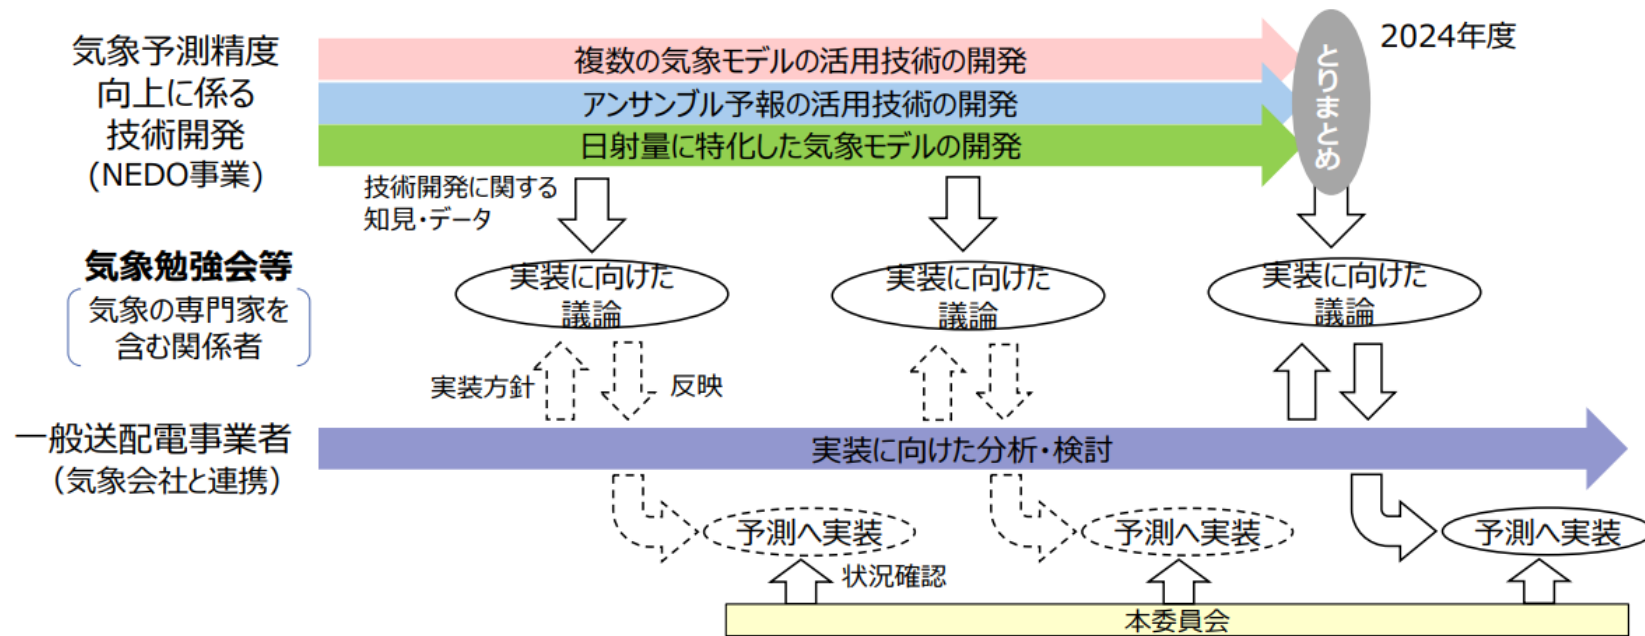 気象予測精度
向上に係る
技術開発
(NEDO事業)
複数の気象モデルの活用技術の開発
アンサンブル予報の活用技術の開発
日射量に特化した気象モデルの開発
とりまとめ
2024年度
技術開発に関する
知見・データ
気象勉強会等
気象の専門家を
含む関係者
実装に向けた
議論
実装に向けた
議論
実装に向けた
議論
実装方針
反映
一般送配電事業者
（気象会社と連携）
実装に向けた分析・検討
予測へ実装
予測へ実装
予測へ実装
状況確認
本委員会